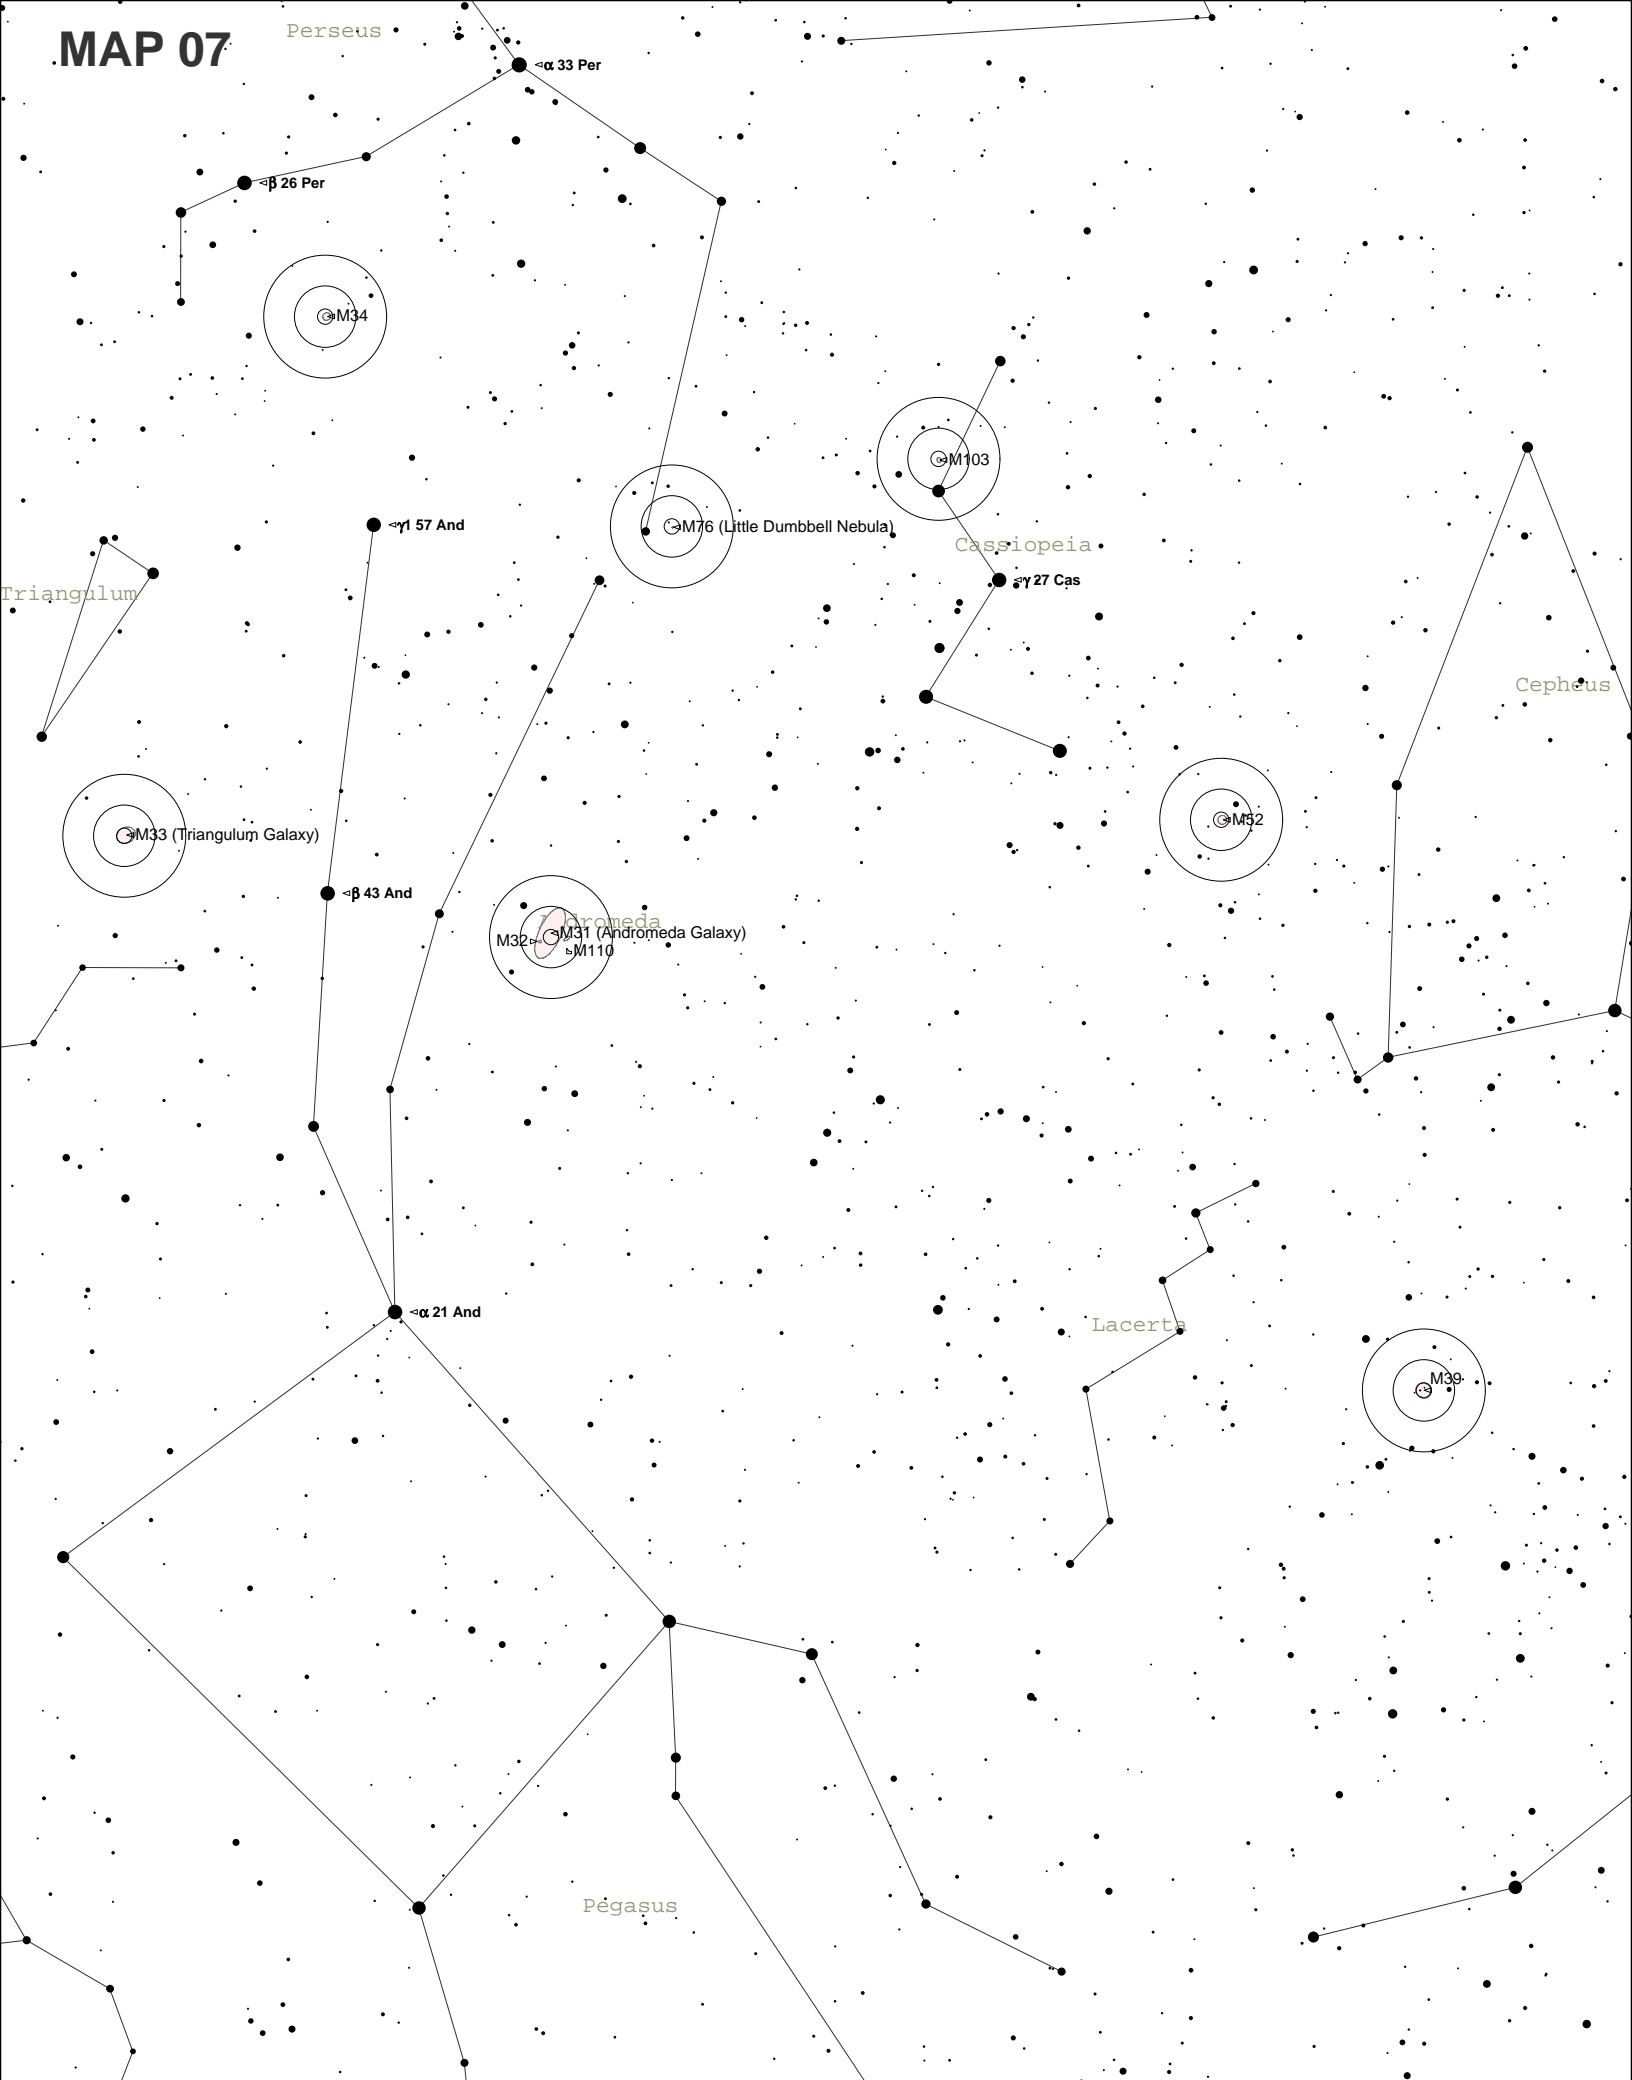 Perseus
MAP 07
α 33 Per
β 26 Per
M34
M103
γ1 57 And
M76 (Little Dumbbell Nebula)
Cassiopeia
γ 27 Cas
Triangulum
Cepheus
M52
M33 (Triangulum Galaxy)
β 43 And
Andromeda
M31 (Andromeda Galaxy)
M32
M110
α 21 And
Lacerta
M39
Pegasus